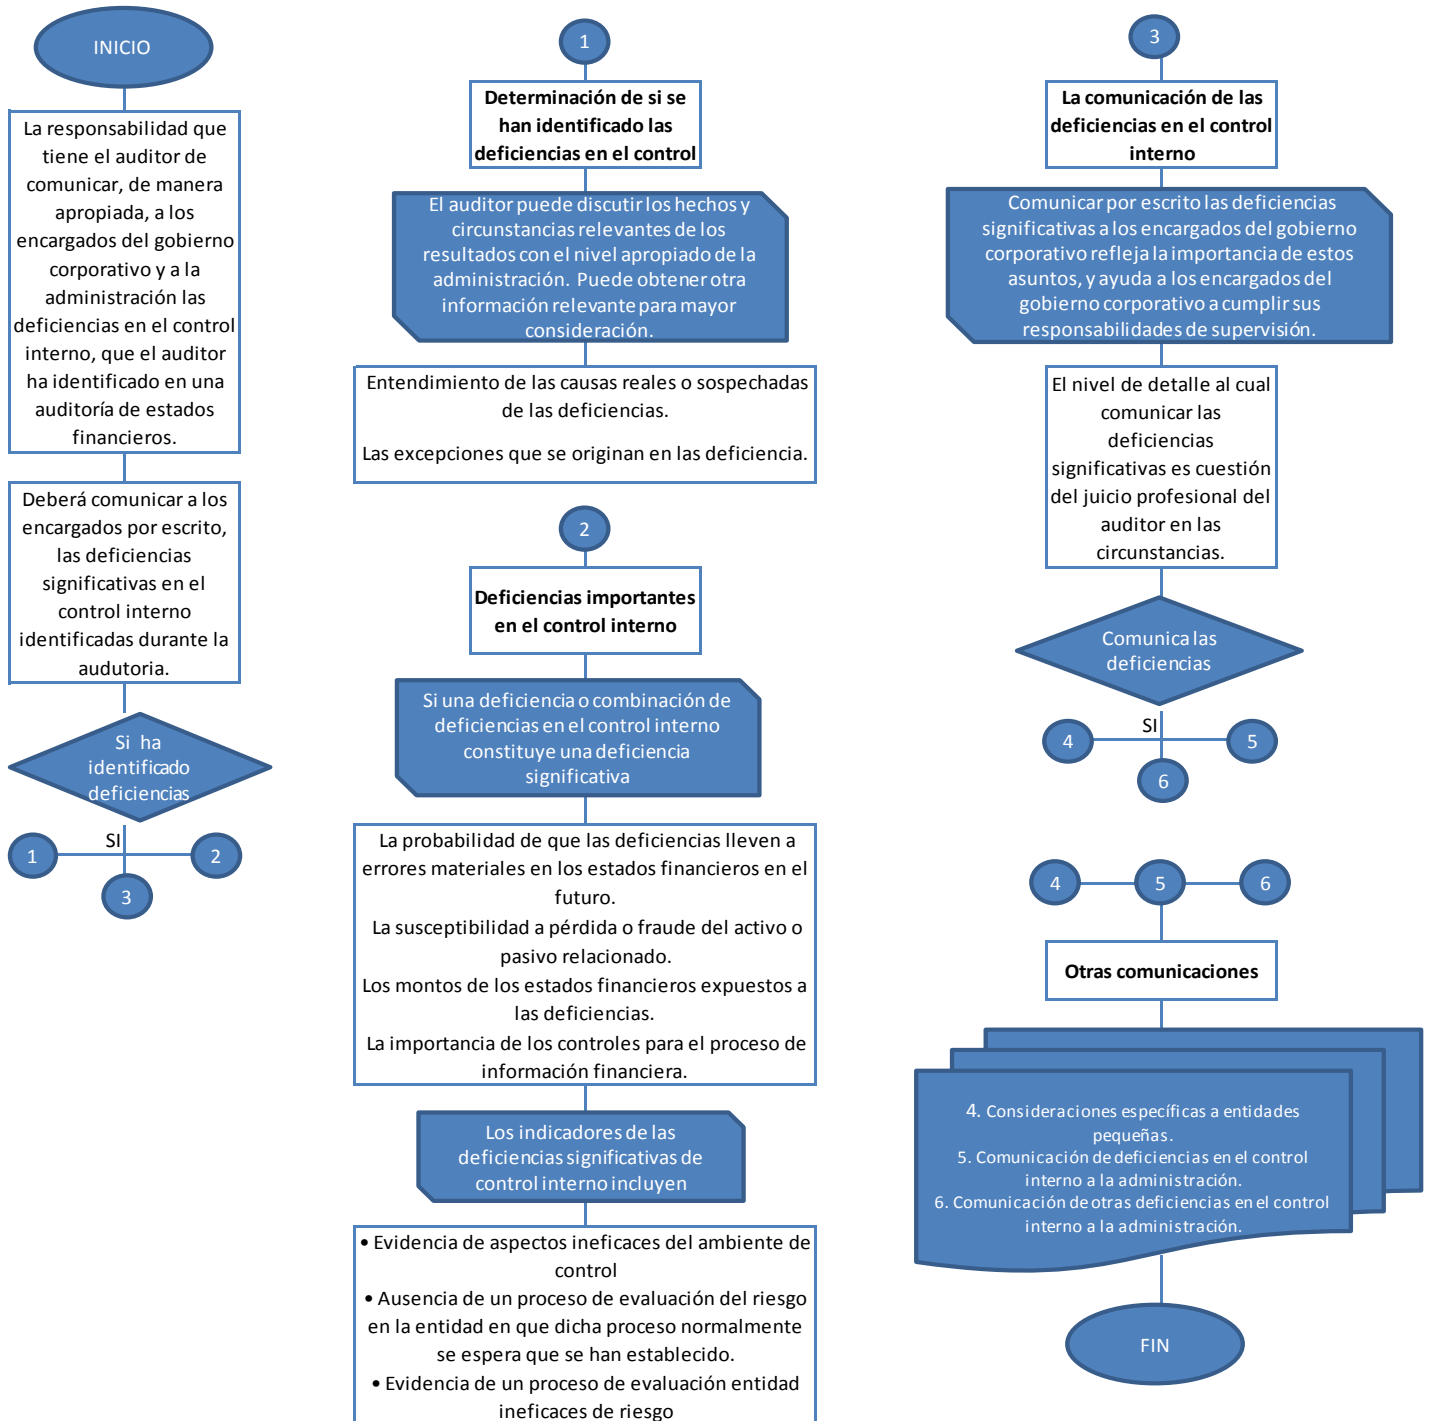 INICIO
La responsabilidad que
tiene el auditor de
comunicar, de manera
apropiada, a los
encargados del gobierno
corporativo y a la
administración las
deficiencias en el control
interno, que el auditor
ha identificado en una
auditoría de estados
financieros.
Deberá comunicar a los
encargados por escrito,
las deficiencias
significativas en el
control interno
identificadas durante la
audutoria.
Si ha
identificado
deficiencias
SI
1
2
3
1
Determinación de si se
han identificado las
deficiencias en el control
El auditor puede discutir los hechos y
circunstancias relevantes de los
resultados con el nivel apropiado de la
administración. Puede obtener otra
información relevante para mayor
consideración.
Entendimiento de las causas reales o sospechadas
de las deficiencias.
Las excepciones que se originan en las deficiencia.
2
Deficiencias importantes
en el control interno
Si una deficiencia o combinación de
deficiencias en el control interno
constituye una deficiencia
significativa
La probabilidad de que las deficiencias lleven a
errores materiales en los estados financieros en el
futuro.
La susceptibilidad a pérdida o fraude del activo o
pasivo relacionado.
Los montos de los estados financieros expuestos a
las deficiencias.
La importancia de los controles para el proceso de
información financiera.
Los indicadores de las
deficiencias significativas de
control interno incluyen
• Evidencia de aspectos ineficaces del ambiente de
control
• Ausencia de un proceso de evaluación del riesgo
en la entidad en que dicha proceso normalmente
se espera que se han establecido.
• Evidencia de un proceso de evaluación entidad
ineficaces de riesgo
3
La comunicación de las
deficiencias en el control
interno
Comunicar por escrito las deficiencias
significativas a los encargados del gobierno
corporativo refleja la importancia de estos
asuntos, y ayuda a los encargados del
gobierno corporativo a cumplir sus
responsabilidades de supervisión.
El nivel de detalle al cual
comunicar las
deficiencias
significativas es cuestión
del juicio profesional del
auditor en las
circunstancias.
Comunica las
deficiencias
SI
4
5
6
4
5
6
Otras comunicaciones
4. Consideraciones específicas a entidades
pequeñas.
5. Comunicación de deficiencias en el control
interno a la administración.
6. Comunicación de otras deficiencias en el control
interno a la administración.
FIN